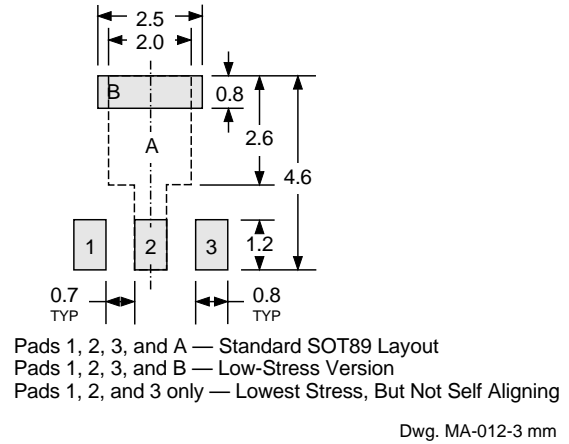 2.5
2.0
B
0.8
A
2.6
4.6
1
2
3
1.2
0.7
TYP
0.8
TYP
Pads 1, 2, 3, and A — Standard SOT89 Layout
Pads 1, 2, 3, and B — Low-Stress Version
Pads 1, 2, and 3 only — Lowest Stress, But Not Self Aligning
Dwg. MA-012-3 mm